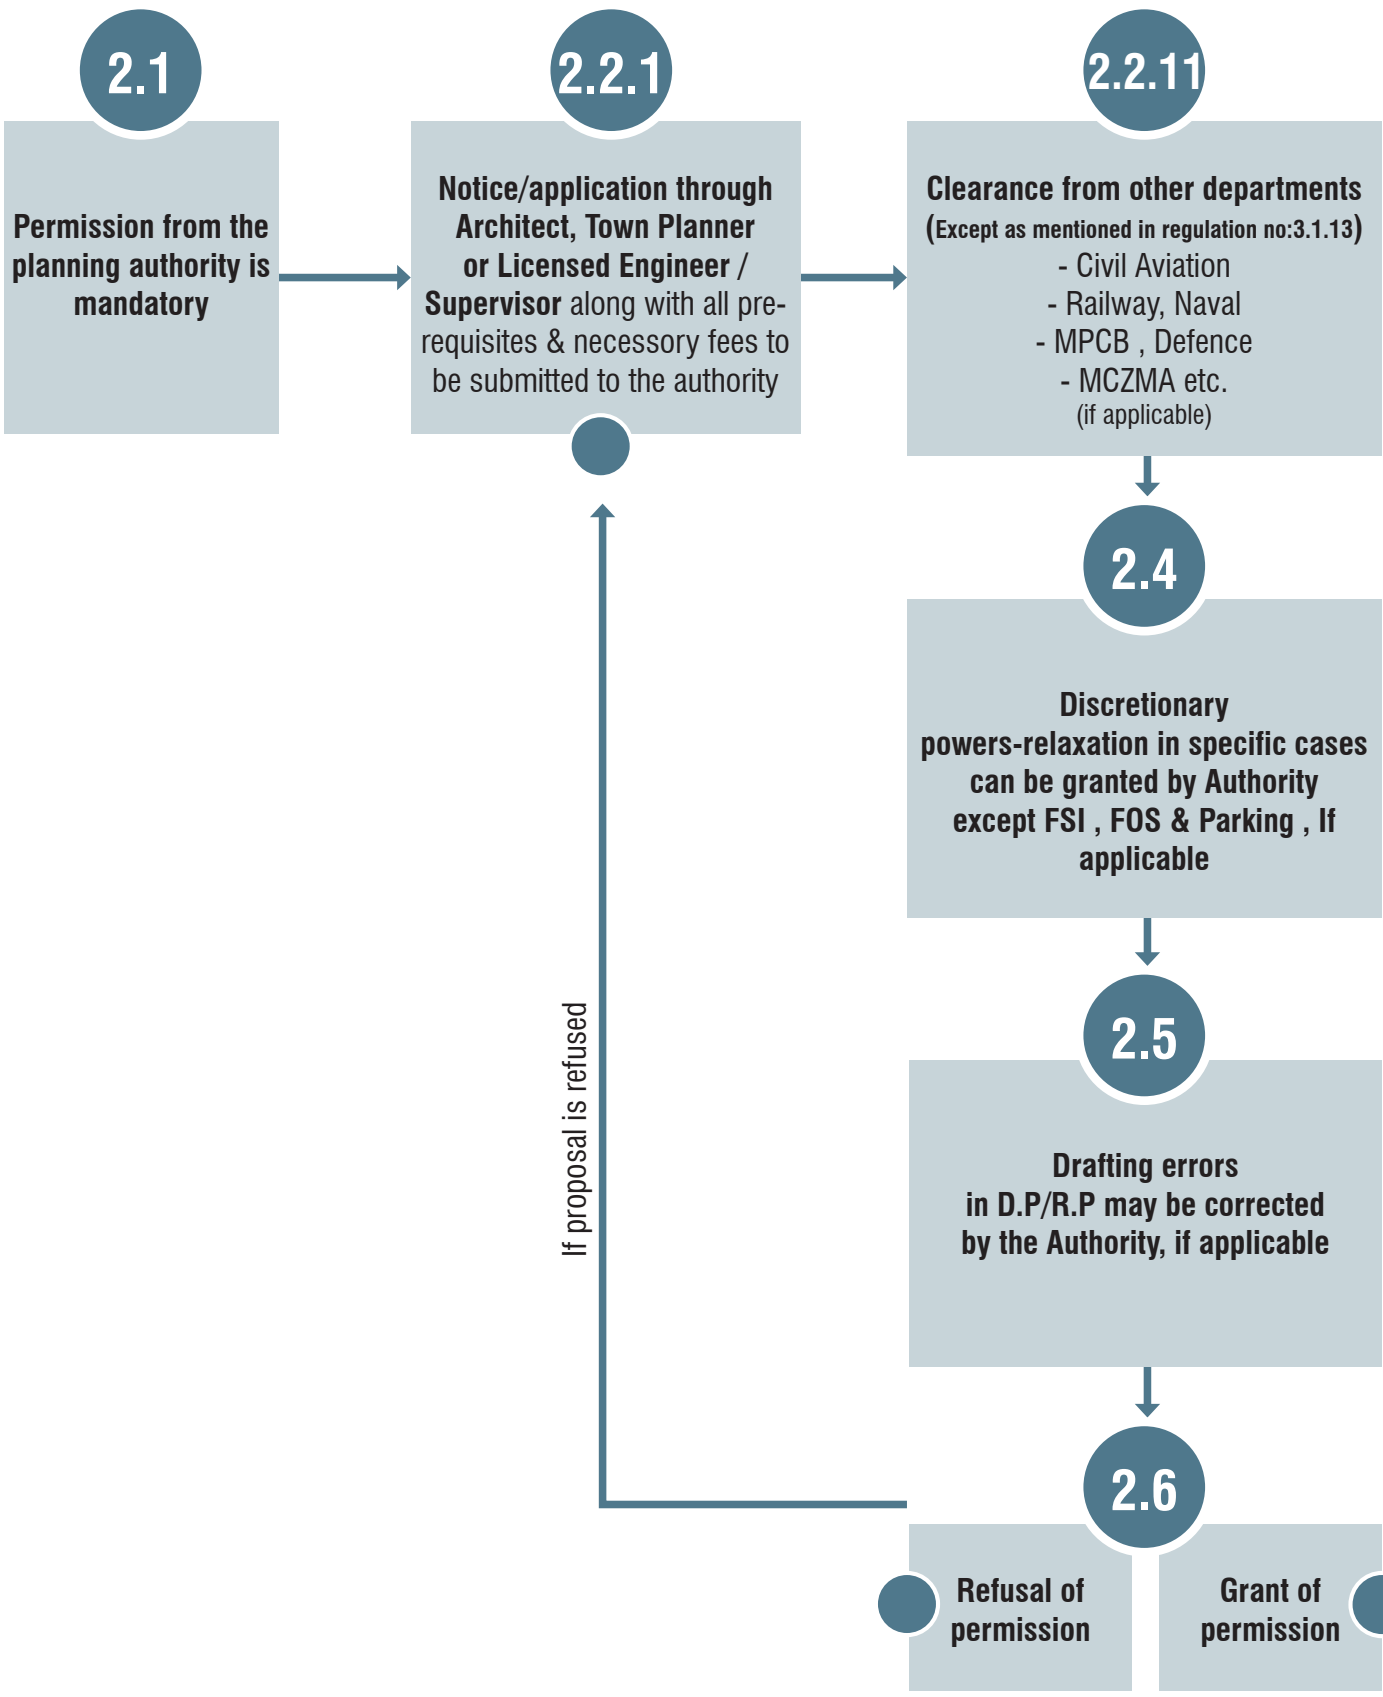 2.1
Permission from the
planning authority is
mandatory
2.2.1
Notice/application through
Architect, Town Planner
or Licensed Engineer /
Supervisor along with all pre-
requisites & necessary fees to
be submitted to the authority
2.2.11
Clearance from other departments
(Except as mentioned in regulation no:3.1.13)
- Civil Aviation
- Railway, Naval
- MPCB , Defence
- MCZMA etc.
(if applicable)
2.4
Discretionary
powers-relaxation in specific cases
can be granted by Authority
except FSI , FOS & Parking , If
applicable
2.5
Drafting errors
in D.P/R.P may be corrected
by the Authority, if applicable
If proposal is refused
2.6
Refusal of
permission
Grant of
permission